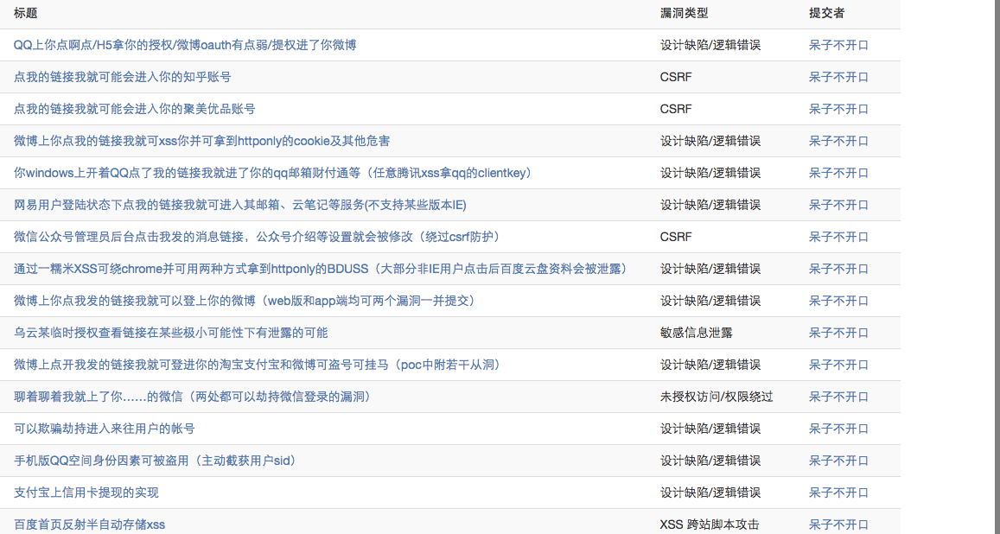 标题 漏洞类型 提交者
QQ上你点啊点/H5拿你的授权/微博oauth有点弱/提权进了你微博 设计缺陷/逻辑错误 呆子不开口
点我的链接我就可能会进入你的知乎账号 CSRF 呆子不开口
点我的链接我就可能会进入你的聚美优品账号 CSRF 呆子不开口
微博上你点我的链接我就可xss你并可拿到httponly的cookie及其他危害 设计缺陷/逻辑错误 呆子不开口
你windows上开着QQ点了我的链接我就进了你的qq邮箱财付通等（任意腾讯xss拿qq的clientkey） 设计缺陷/逻辑错误 呆子不开口
网易用户登陆状态下点我的链接我就可进入其邮箱、云笔记等服务(不支持某些版本IE) 设计缺陷/逻辑错误 呆子不开口
微信公众号管理员后台点击我发的消息链接，公众号介绍等设置就会被修改（绕过csrf防护） CSRF 呆子不开口
通过一糯米XSS可绕chrome并可用两种方式拿到httponly的BDUSS（大部分非IE用户点击后百度云盘资料会被泄露） 设计缺陷/逻辑错误 呆子不开口
微博上你点我发的链接我就可以登上你的微博（web版和app端均可两个漏洞一并提交） 设计缺陷/逻辑错误 呆子不开口
乌云某临时授权查看链接在某些极小可能性下有泄露的可能 敏感信息泄露 呆子不开口
微博上点开我发的链接我就可登进你的淘宝支付宝和微博可盗号可挂马（poc中附若干从洞） 设计缺陷/逻辑错误 呆子不开口
聊着聊着我就上了你……的微信（两处都可以劫持微信登录的漏洞） 未授权访问/权限绕过 呆子不开口
可以欺骗劫持进入来往用户的帐号 设计缺陷/逻辑错误 呆子不开口
手机版QQ空间身份因素可被盗用（主动截获用户sid） 设计缺陷/逻辑错误 呆子不开口
支付宝上信用卡提现的实现 设计缺陷/逻辑错误 呆子不开口
百度首页反射半自动存储xss XSS 跨站脚本攻击 呆子不开口